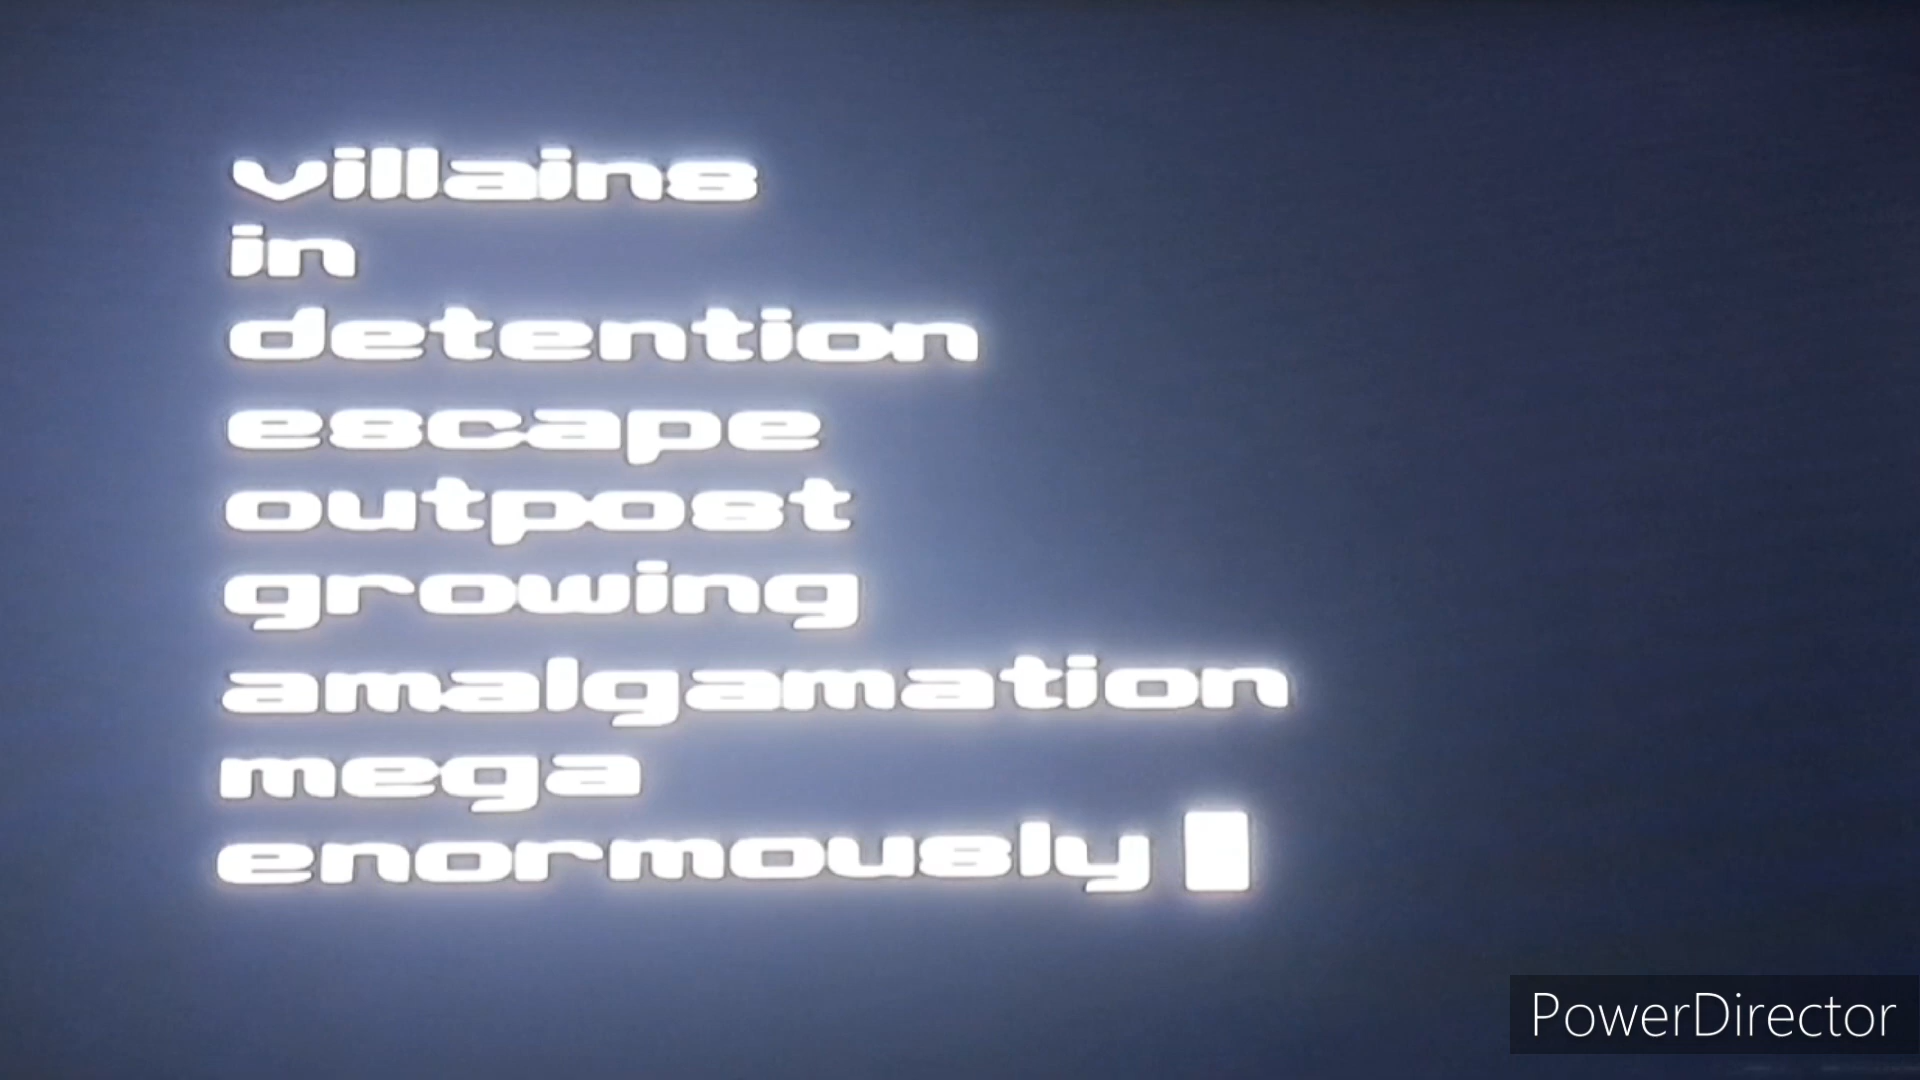 villains
in
detention
escape
outpost
growing
amalgamation
mega
enormously
PowerDirector